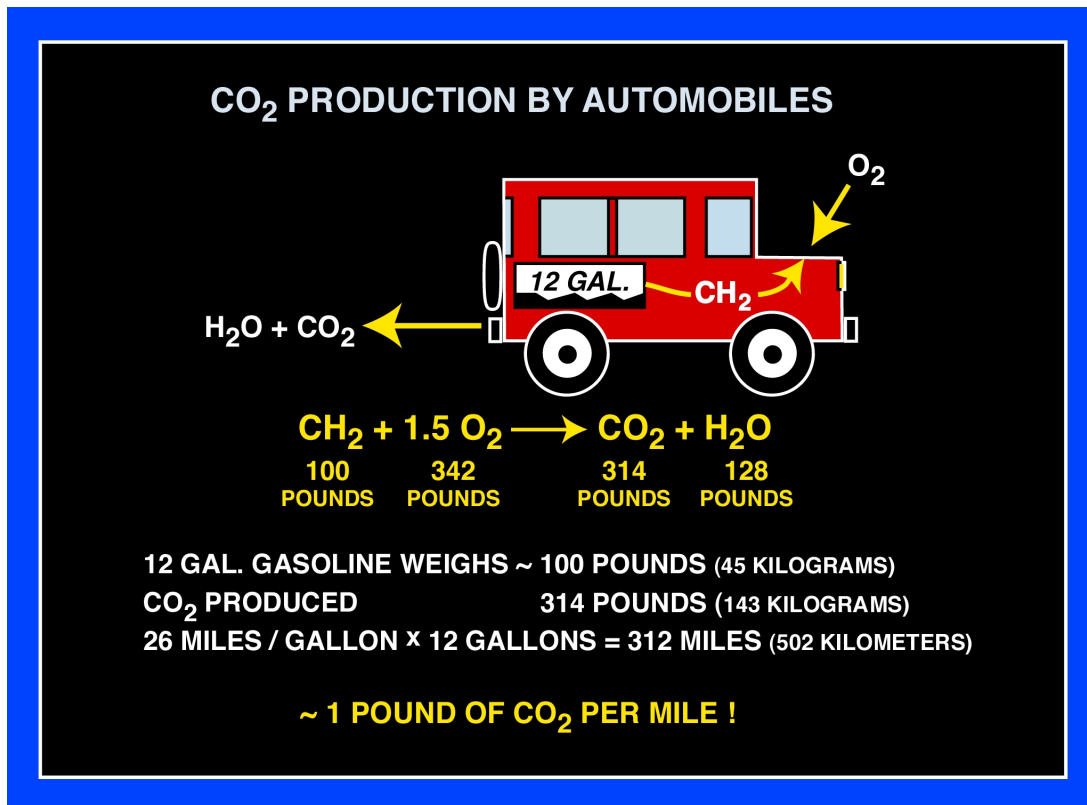 CO₂ PRODUCTION BY AUTOMOBILES
O₂
12 GAL.
CH₂
H₂O + CO₂
CH₂ + 1.5 O₂ → CO₂ + H₂O
100 342 314 128
POUNDS POUNDS POUNDS POUNDS
12 GAL. GASOLINE WEIGHS ~ 100 POUNDS (45 KILOGRAMS)
CO₂ PRODUCED 314 POUNDS (143 KILOGRAMS)
26 MILES / GALLON x 12 GALLONS = 312 MILES (502 KILOMETERS)
~ 1 POUND OF CO₂ PER MILE !